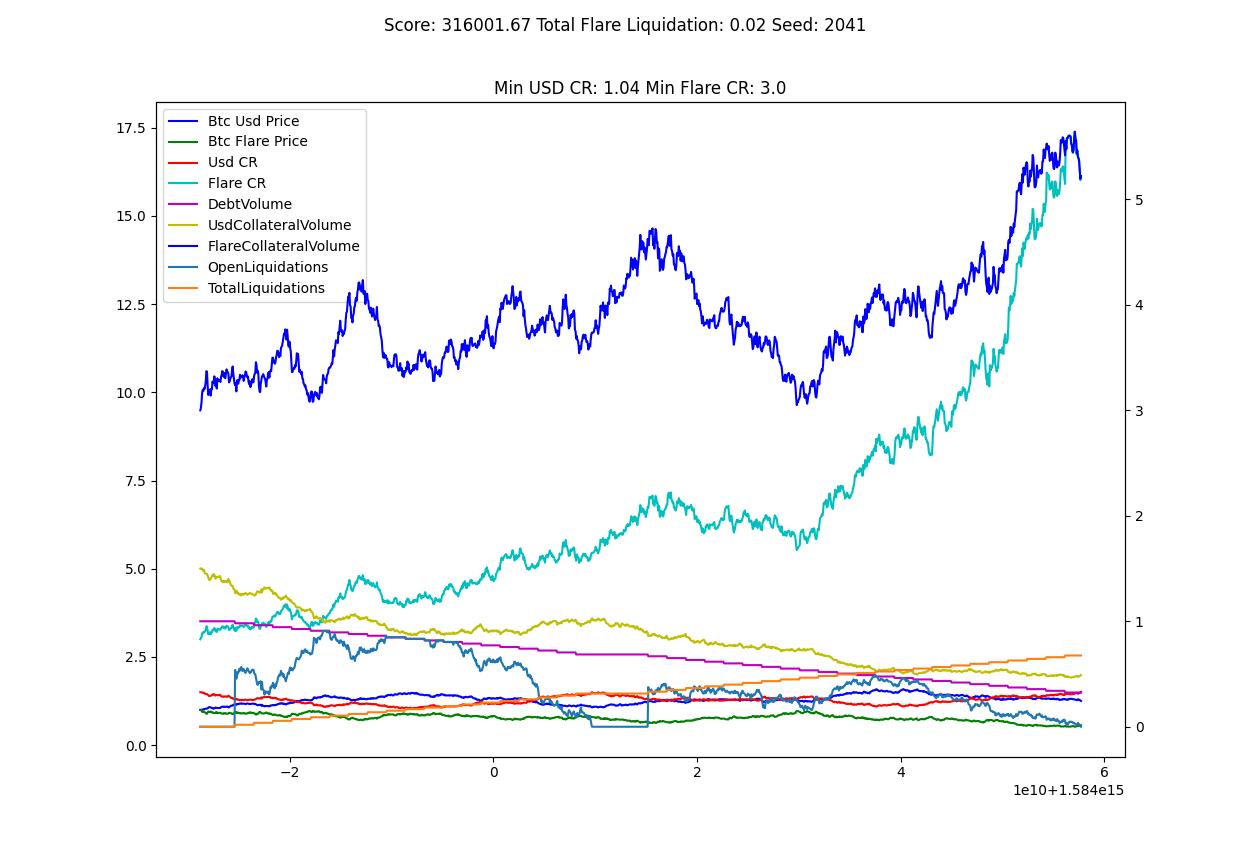 Score: 316001.67 Total Flare Liquidation: 0.02 Seed: 2041
Min USD CR: 1.04 Min Flare CR: 3.0
Btc Usd Price
Btc Flare Price
Usd CR
Flare CR
DebtVolume
UsdCollateralVolume
FlareCollateralVolume
OpenLiquidations
TotalLiquidations
17.5
15.0
12.5
10.0
7.5
5.0
2.5
0.0
5
4
3
2
1
0
−2
0
2
4
6
1e10+1.584e15